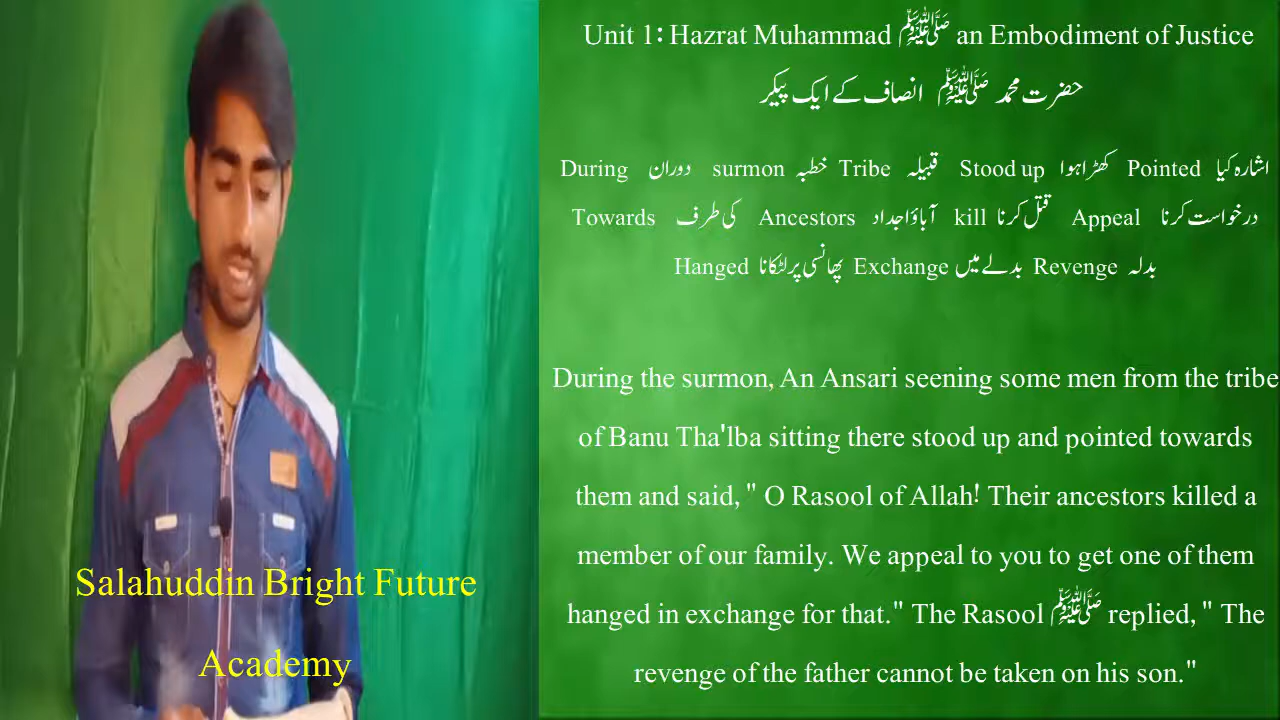 Unit 1: Hazrat Muhammad ﷺ an Embodiment of Justice
حضرت محمد ﷺ انصاف کے ایک پیکر
During دوران surmon خطبہ Tribe قبیلہ Stood up کھڑا ہوا Pointed اشارہ کیا
Towards کی طرف Ancestors آباؤ اجداد kill قتل کرنا Appeal درخواست کرنا
Hanged پھانسی پر لٹکانا Exchange بدلے میں Revenge بدلہ
During the surmon, An Ansari seening some men from the tribe
of Banu Tha'lba sitting there stood up and pointed towards
them and said, " O Rasool of Allah! Their ancestors killed a
member of our family. We appeal to you to get one of them
hanged in exchange for that." The Rasool ﷺ replied, " The
revenge of the father cannot be taken on his son."
Salahuddin Bright Future
Academy